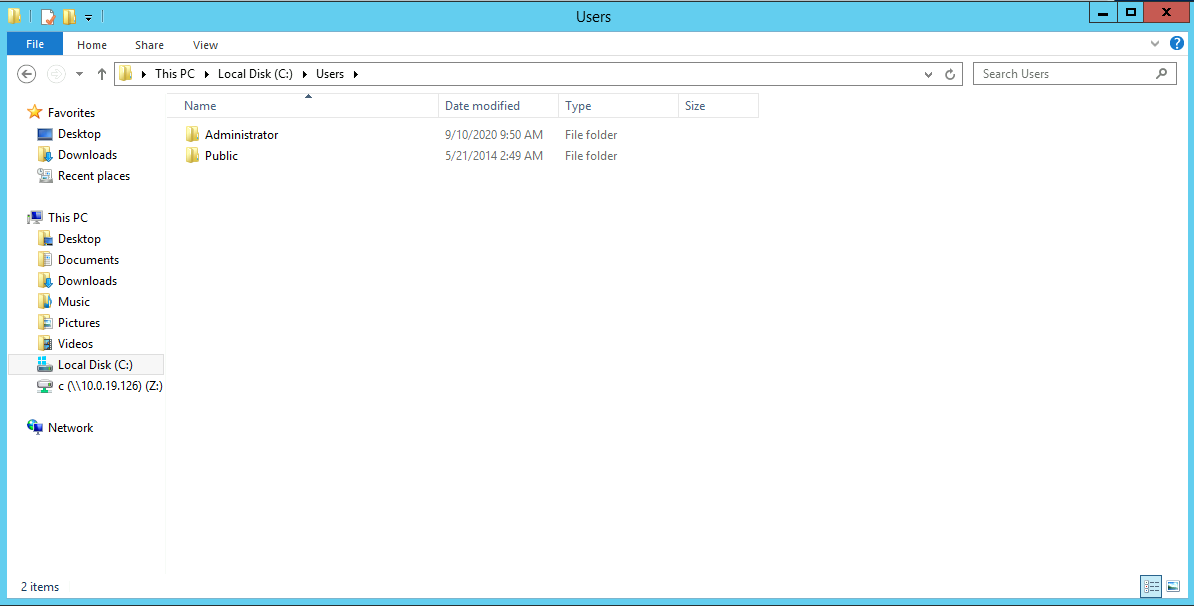 Users
File Home Share View
This PC Local Disk (C:) Users Search Users
Name Date modified Type Size
Administrator 9/10/2020 9:50 AM File folder
Public 5/21/2014 2:49 AM File folder
Favorites
Desktop
Downloads
Recent places
This PC
Desktop
Documents
Downloads
Music
Pictures
Videos
Local Disk (C:)
c (\\10.0.19.126) (Z:)
Network
2 items